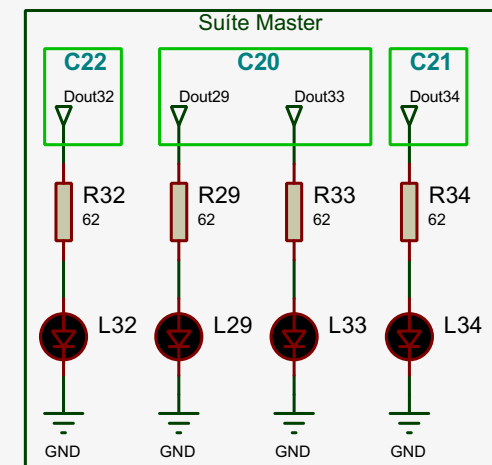 Suíte Master
C22 C20 C21
Dout32 Dout29 Dout33 Dout34
R32 R29 R33 R34
62 62 62 62
L32 L29 L33 L34
GND GND GND GND